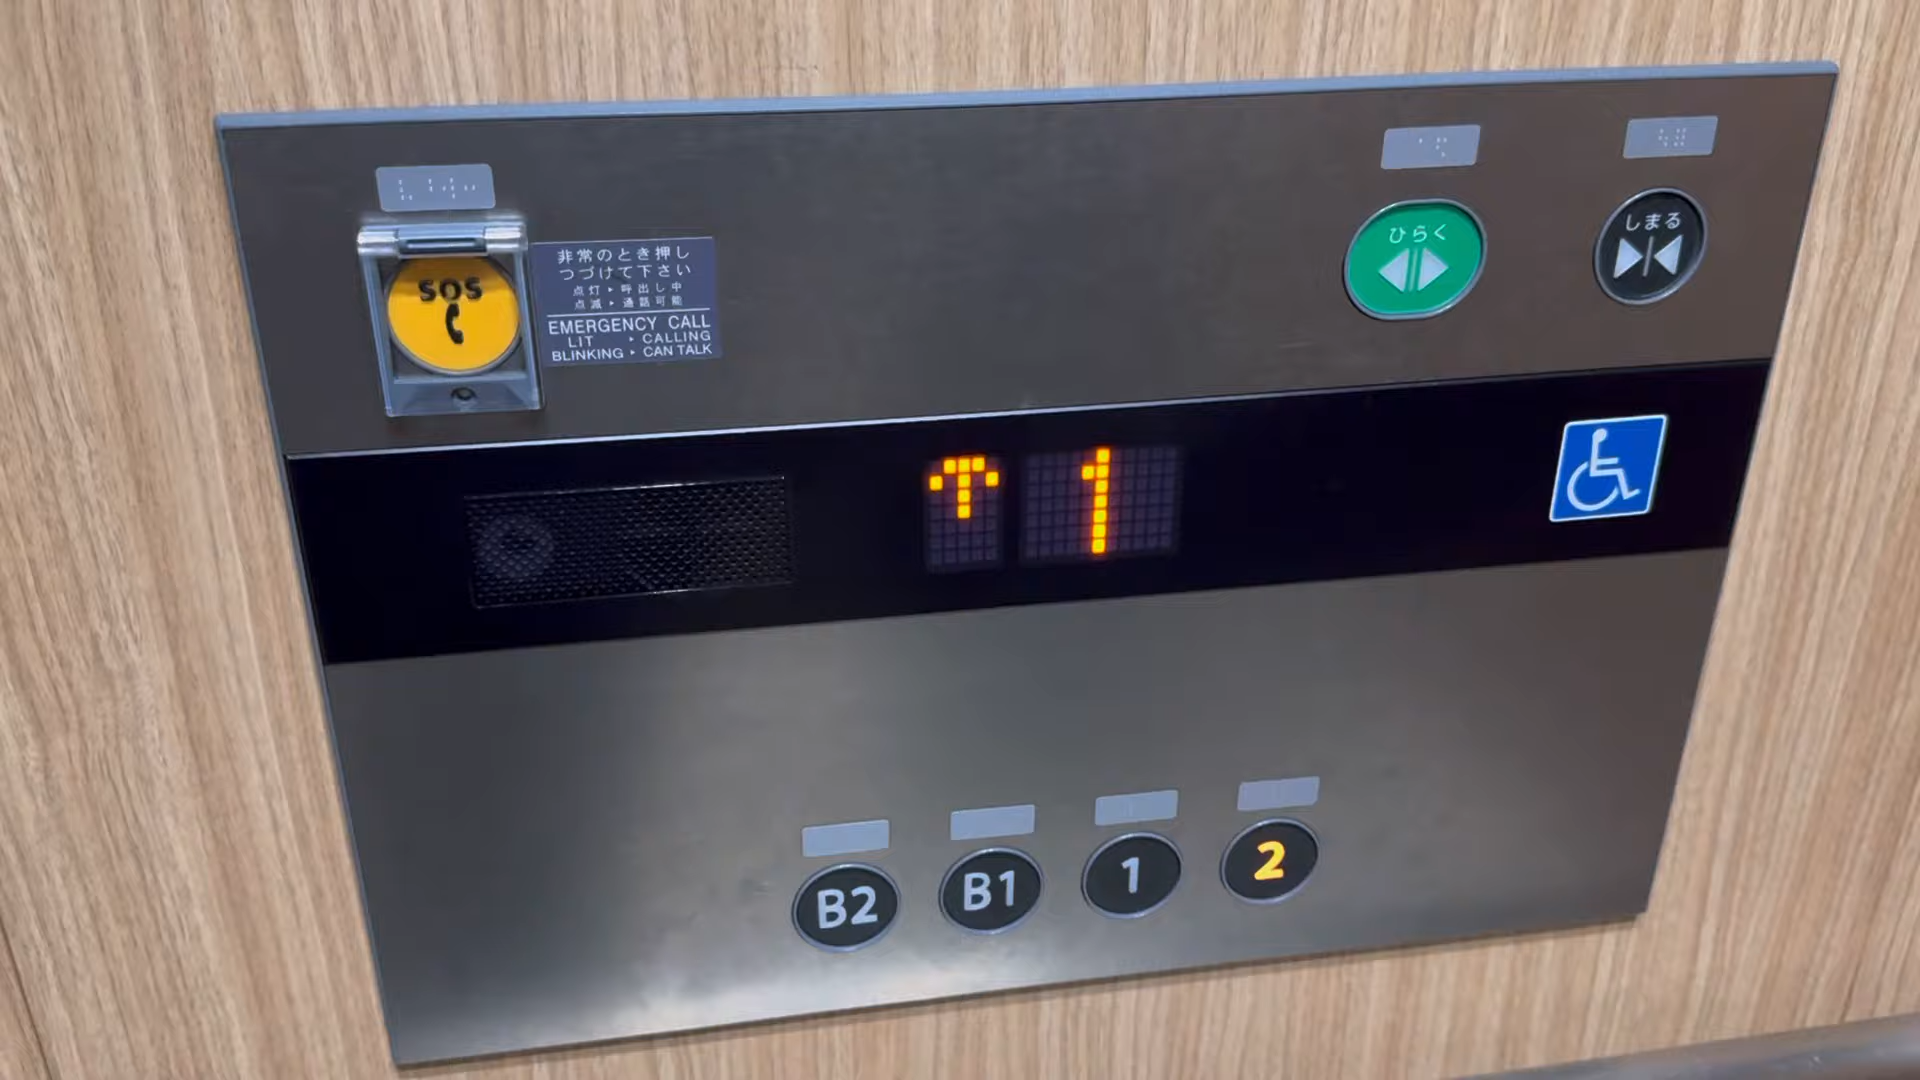 SOS
非常のとき押し
つづけて下さい
点灯▸呼出し中
点滅▸通話可能
EMERGENCY CALL
LIT ▸ CALLING
BLINKING ▸ CAN TALK
ひらく
しまる
↑ 1
B2 B1 1 2